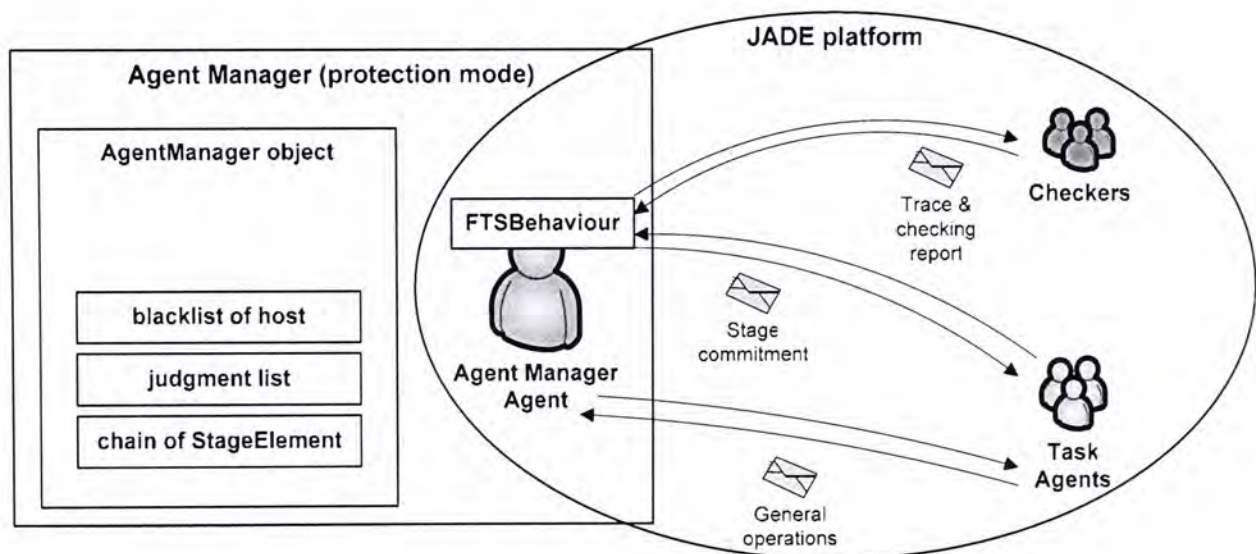 JADE platform
Agent Manager (protection mode)
AgentManager object
blacklist of host
judgment list
chain of StageElement
FTSBehaviour
Agent Manager
Agent
Checkers
Trace &
checking
report
Stage
commitment
Task
Agents
General
operations